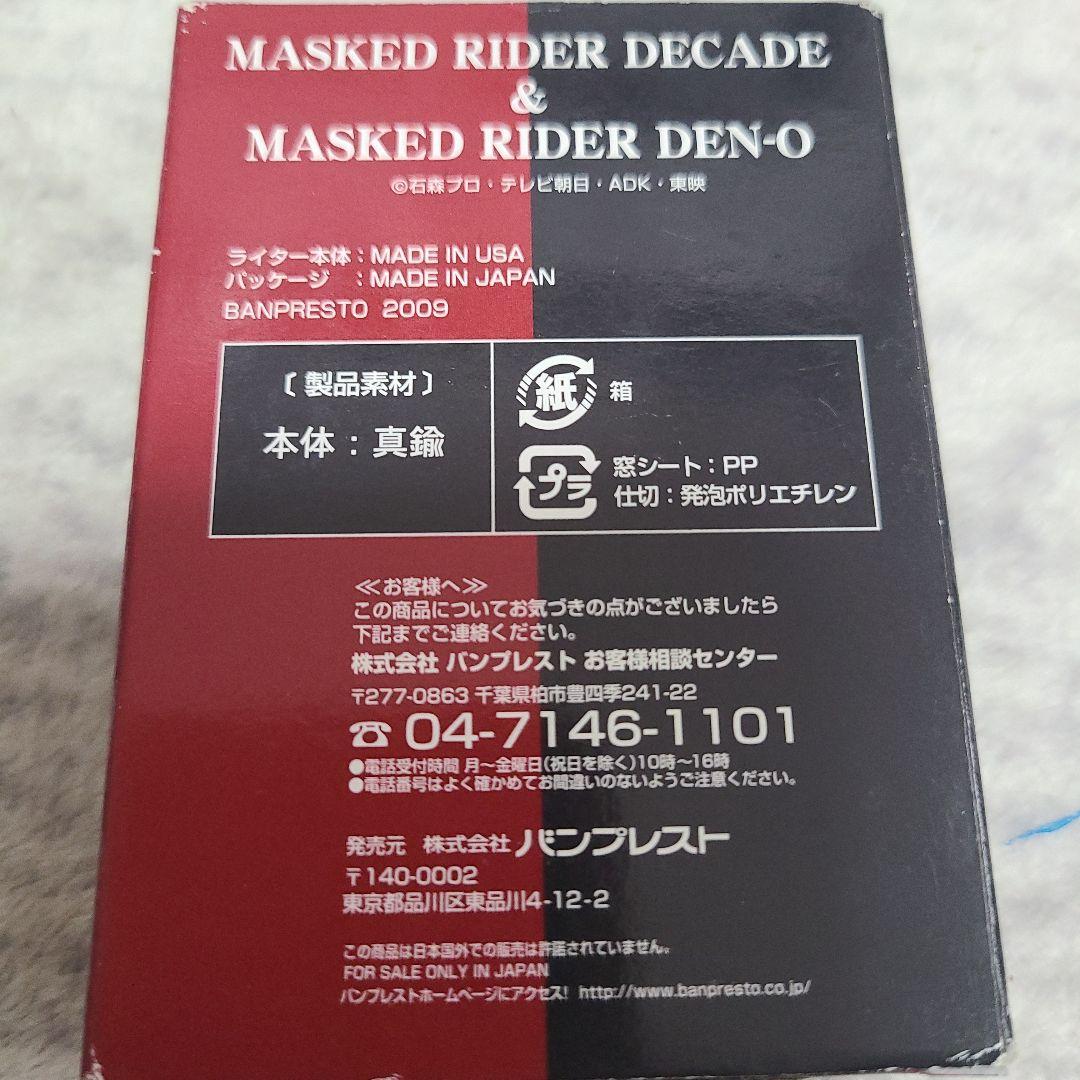 MASKED RIDER DECADE
&
MASKED RIDER DEN-O
©石森プロ・テレビ朝日・ADK・東映
ライター本体：MADE IN USA
パッケージ　：MADE IN JAPAN
BANPRESTO 2009
〔 製品素材 〕
本体：真鍮
紙 箱
プラ 窓シート：PP
仕切：発泡ポリエチレン
≪お客様へ≫
この商品についてお気づきの点がございましたら
下記までご連絡ください。
株式会社 バンプレスト お客様相談センター
〒277-0863 千葉県柏市豊四季241-22
☎ 04-7146-1101
●電話受付時間 月～金曜日(祝日を除く)10時～16時
●電話番号はよく確かめてお間違いのないようご注意ください。
発売元 株式会社 バンプレスト
〒140-0002
東京都品川区東品川4-12-2
この商品は日本国外での販売は許諾されていません。
FOR SALE ONLY IN JAPAN
バンプレストホームページにアクセス! http://www.banpresto.co.jp/